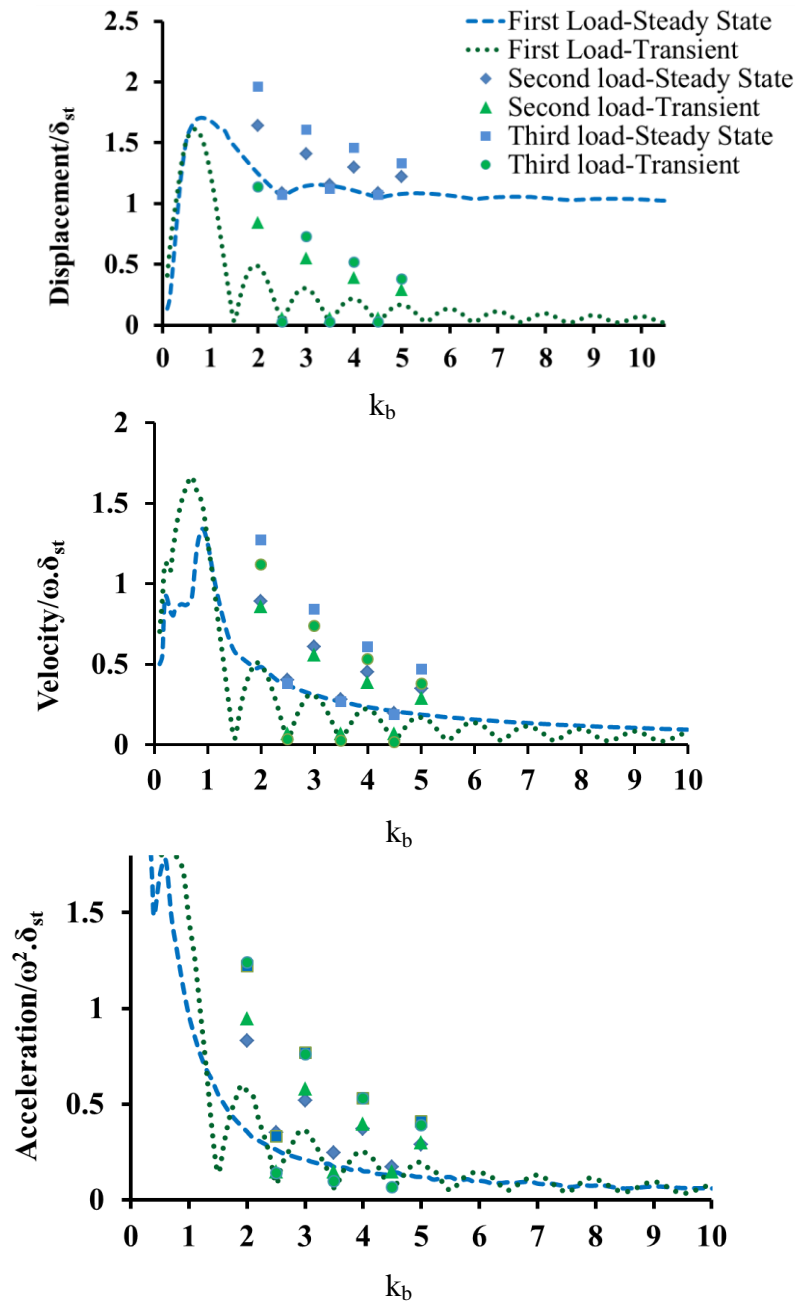 2.5
2
1.5
1
0.5
0
Displacement/δst
0 1 2 3 4 5 6 7 8 9 10
kb
First Load-Steady State
First Load-Transient
Second load-Steady State
Second load-Transient
Third load-Steady State
Third load-Transient
2
1.5
1
0.5
0
Velocity/ω.δst
0 1 2 3 4 5 6 7 8 9 10
kb
1.5
1
0.5
0
Acceleration/ω².δst
0 1 2 3 4 5 6 7 8 9 10
kb